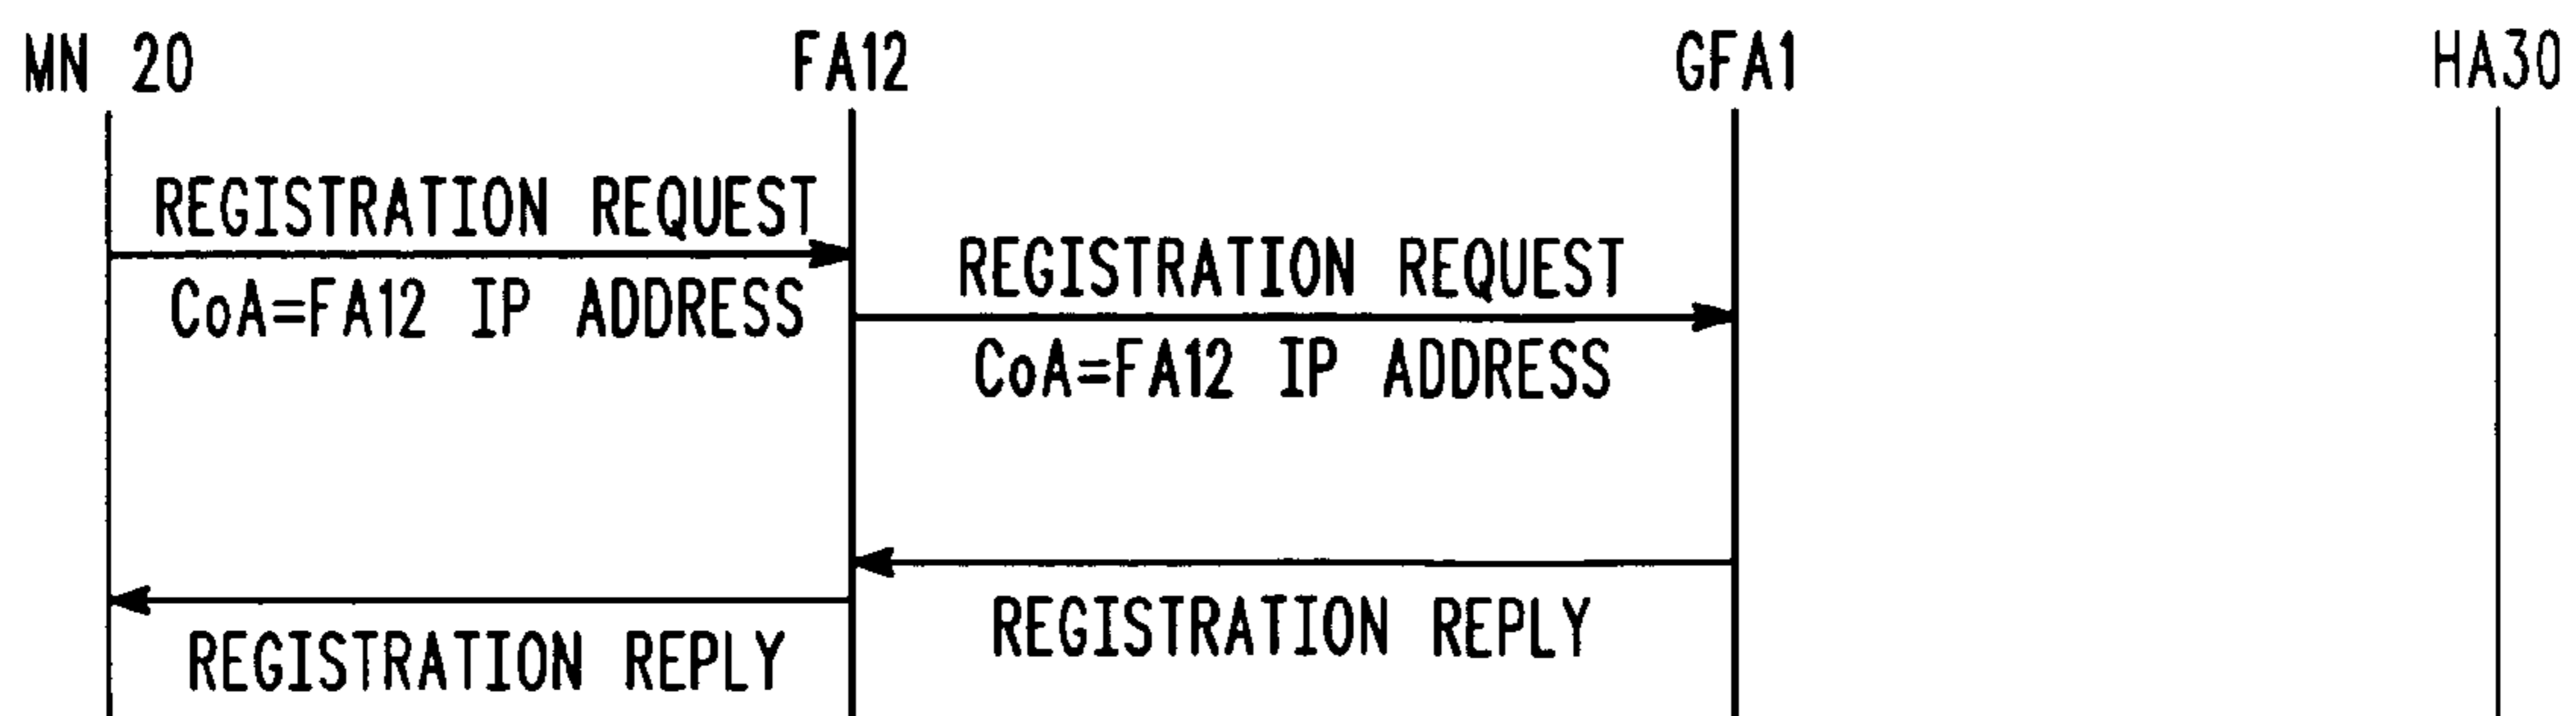 MN 20
FA12
GFA1
HA30
REGISTRATION REQUEST
CoA=FA12 IP ADDRESS
REGISTRATION REQUEST
CoA=FA12 IP ADDRESS
REGISTRATION REPLY
REGISTRATION REPLY